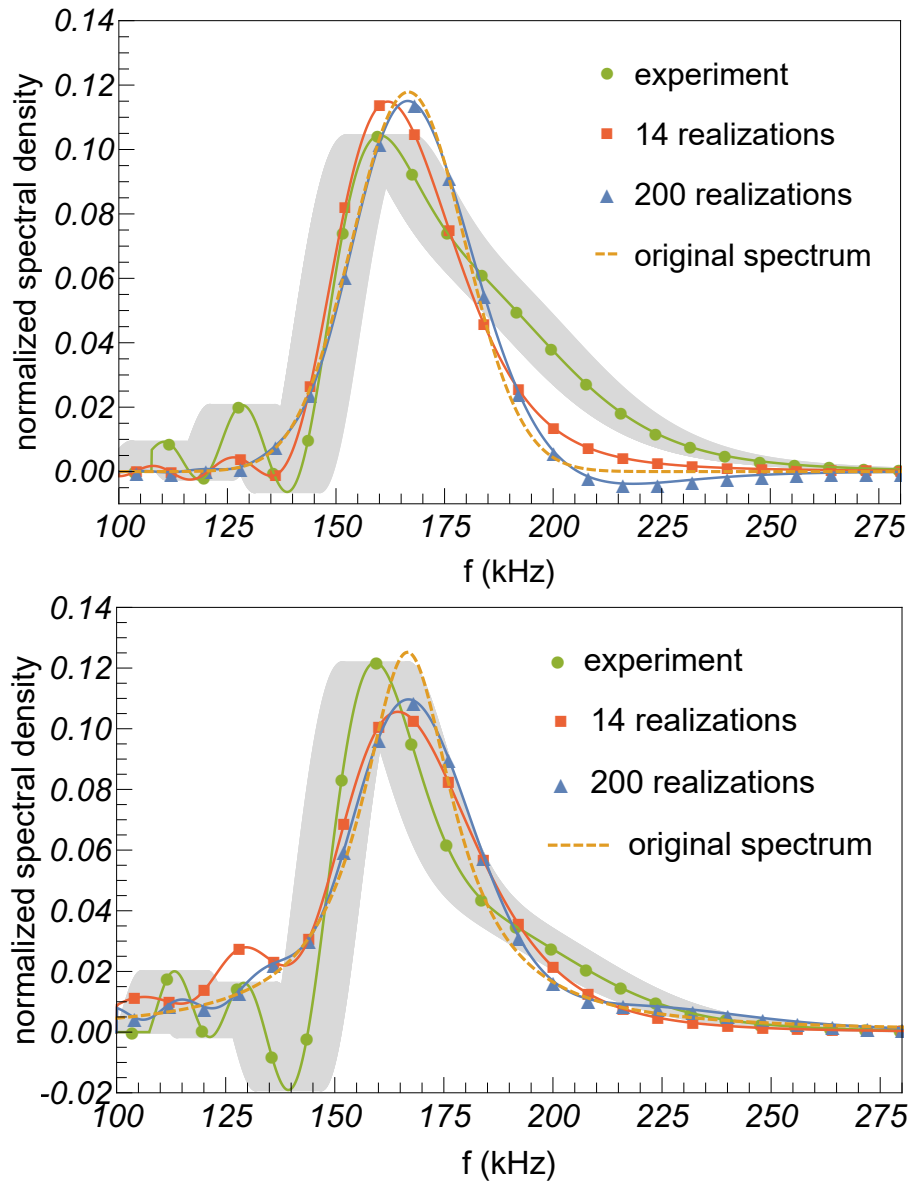 0.14
0.12
0.10
0.08
0.06
0.04
0.02
0.00
normalized spectral density
experiment
14 realizations
200 realizations
original spectrum
100 125 150 175 200 225 250 275
f (kHz)
0.14
0.12
0.10
0.08
0.06
0.04
0.02
0.00
-0.02
normalized spectral density
experiment
14 realizations
200 realizations
original spectrum
100 125 150 175 200 225 250 275
f (kHz)